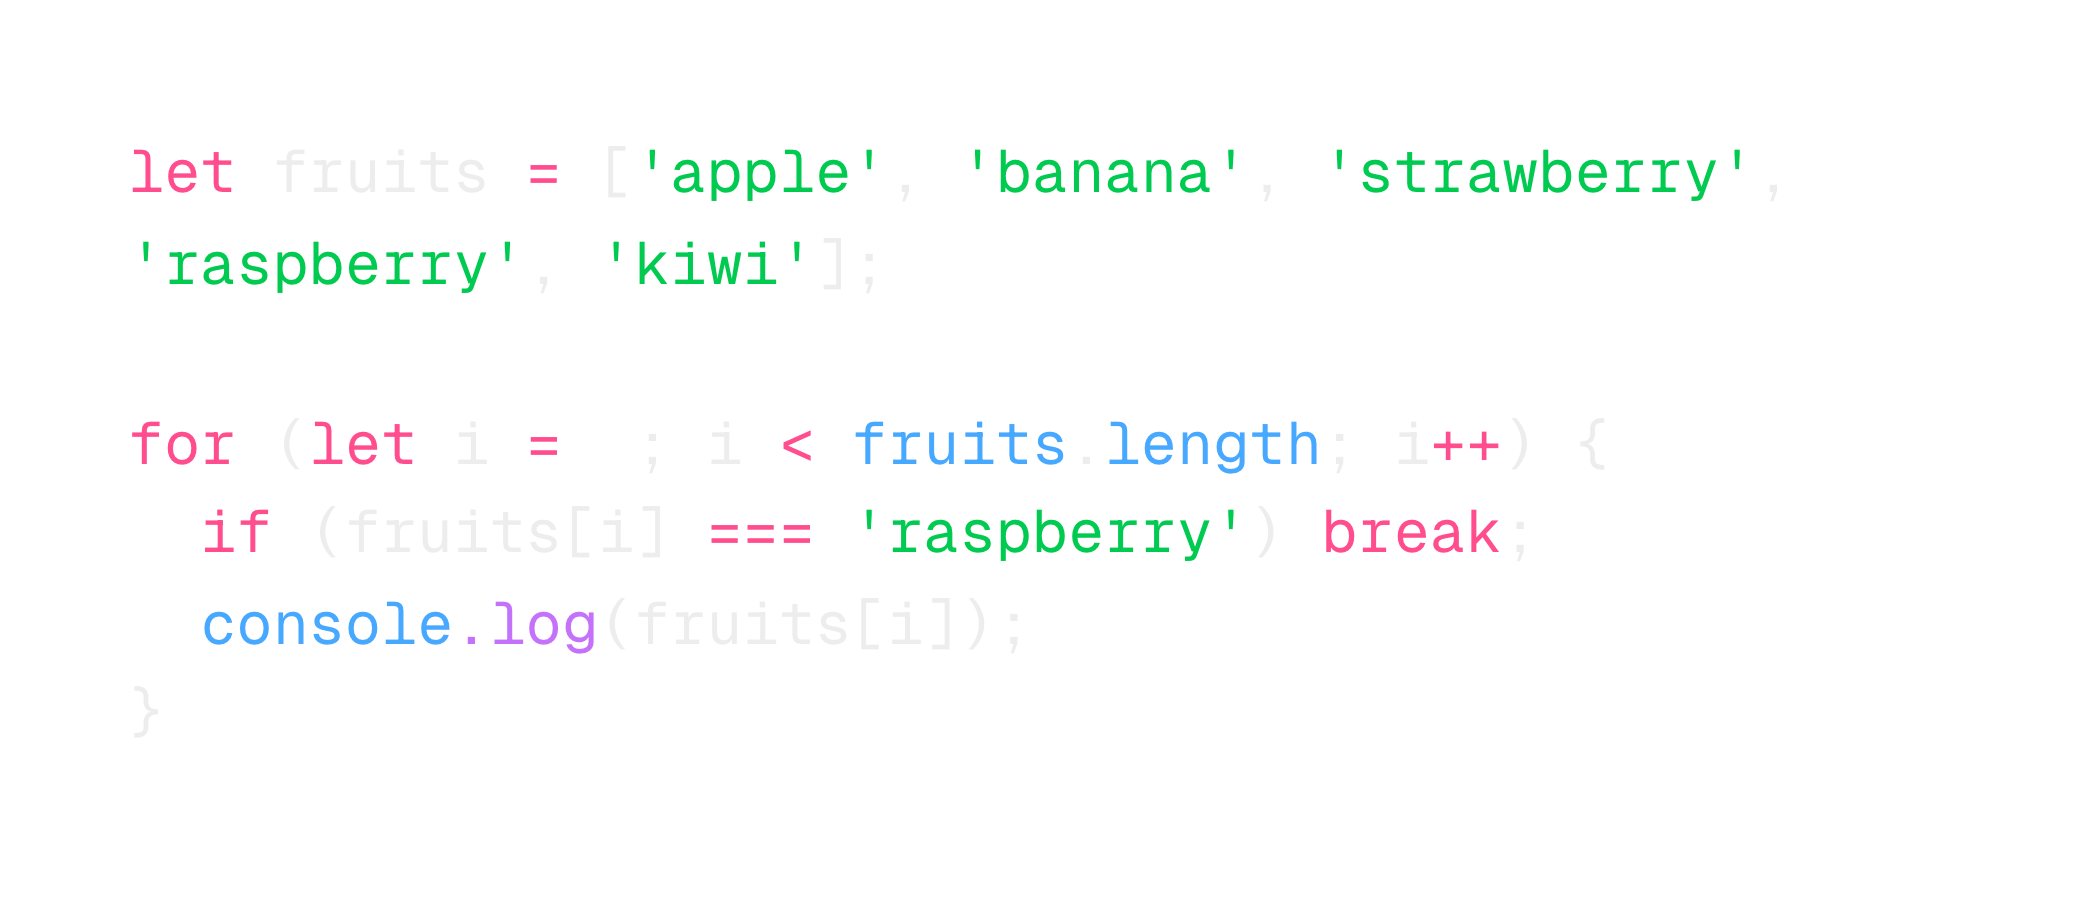 let fruits = ['apple', 'banana', 'strawberry',
'raspberry', 'kiwi'];
for (let i =  ; i < fruits.length; i++) {
  if (fruits[i] === 'raspberry') break;
  console.log(fruits[i]);
}